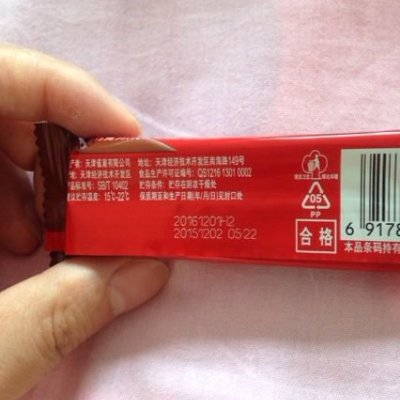 产者: 天津雀巢有限公司 地址: 天津经济技术开发区南海路149号
地: 天津经济技术开发区 食品生产许可证编号: QS1216 1301 0002
品标准号: SB/T 10402 贮存条件: 贮存在阴凉干燥处
议贮存温度: 15℃-22℃ 保质期至和生产日期(年/月/日)见封口处
20161201H2
20151202 05:22
05
PP
合格
6 9178
本品条码持有